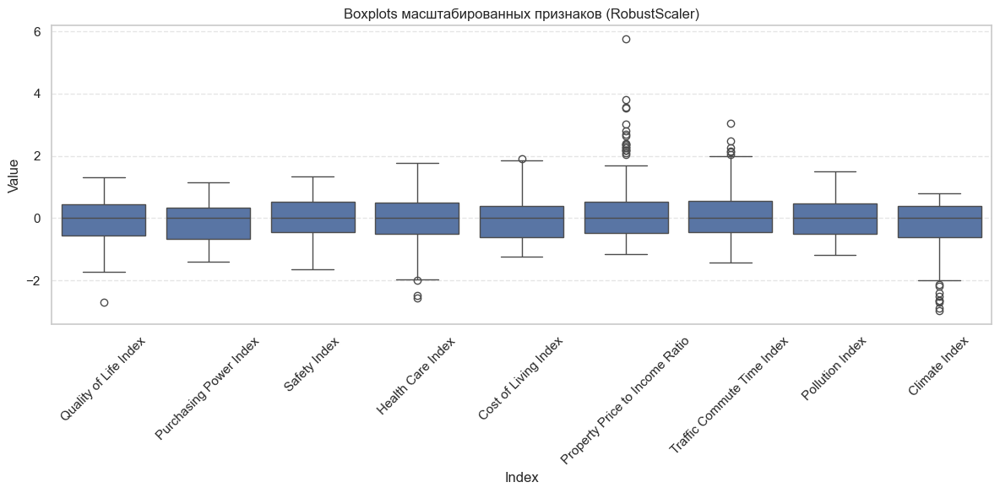 Boxplots масштабированных признаков (RobustScaler)
6
4
2
0
−2
Value
Quality of Life Index
Purchasing Power Index
Safety Index
Health Care Index
Cost of Living Index
Property Price to Income Ratio
Traffic Commute Time Index
Pollution Index
Climate Index
Index